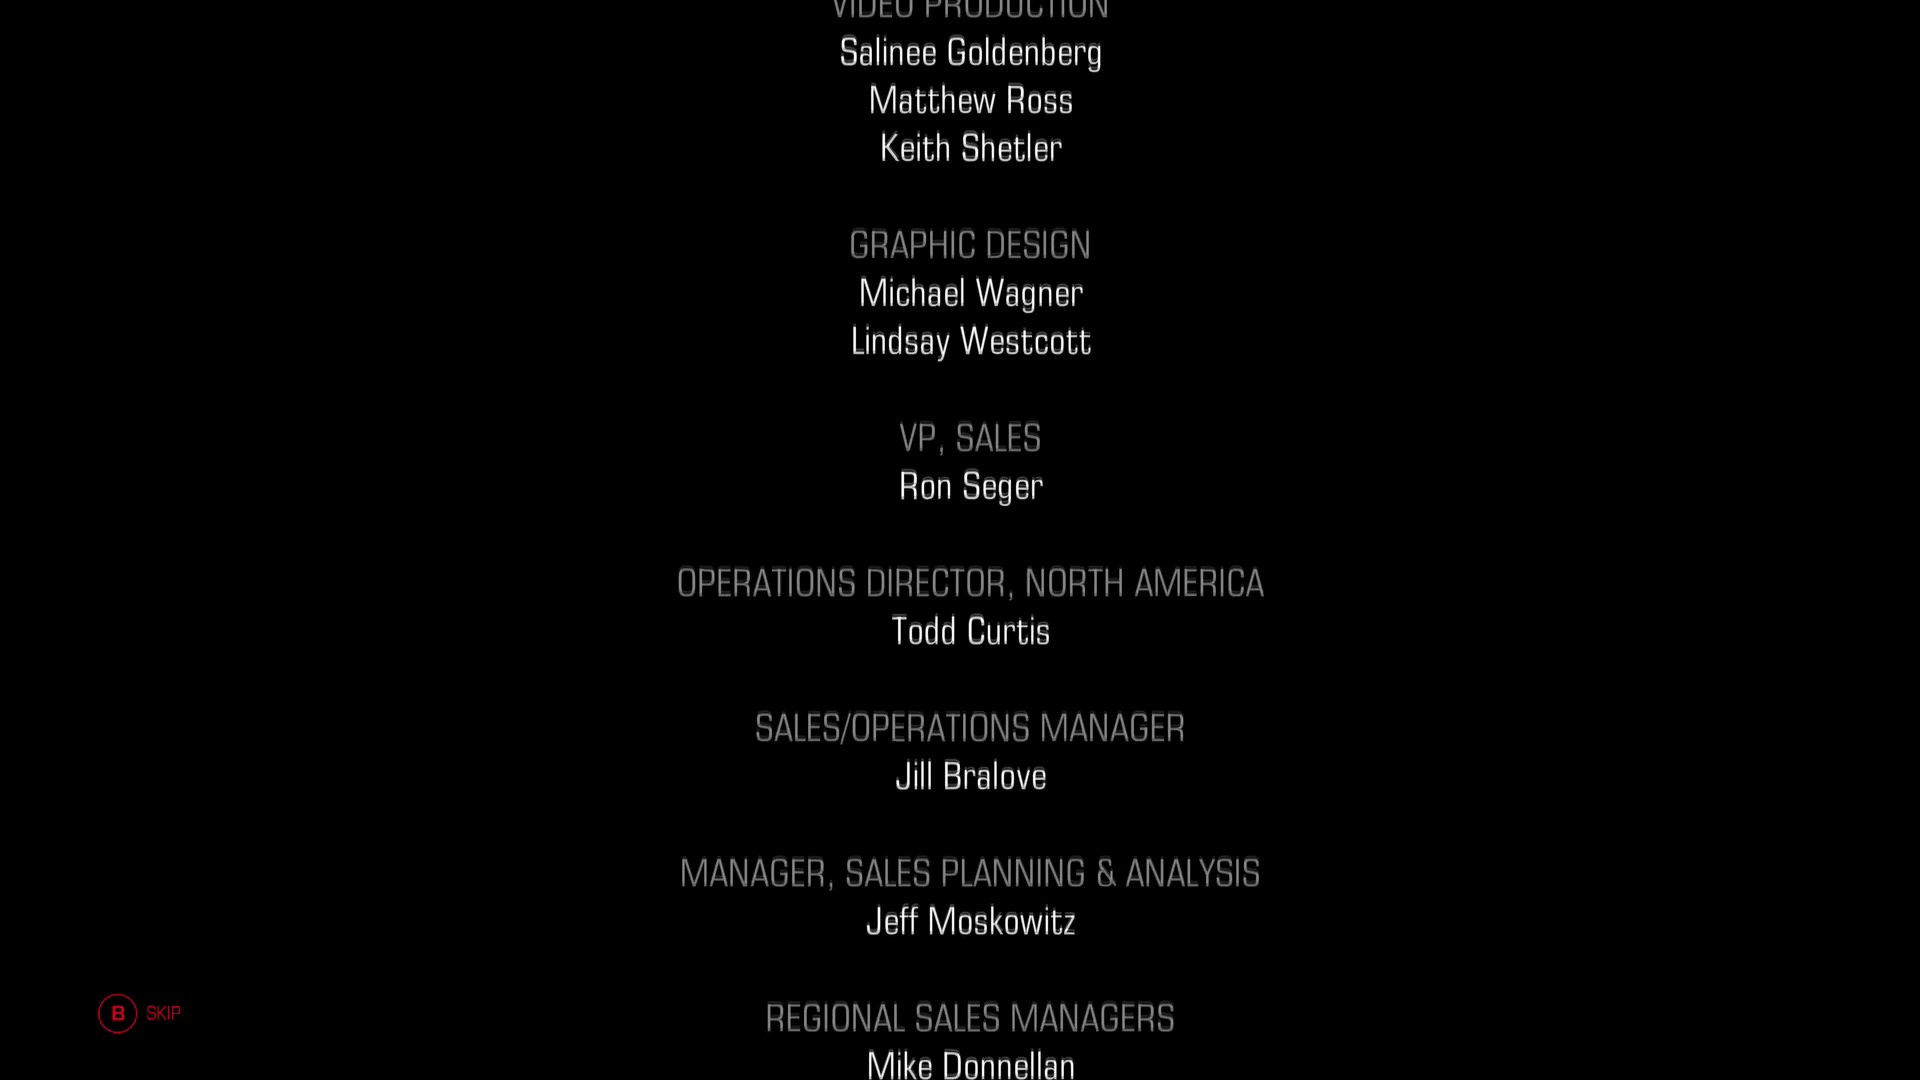 VIDEO PRODUCTION
Salinee Goldenberg
Matthew Ross
Keith Shetler
GRAPHIC DESIGN
Michael Wagner
Lindsay Westcott
VP, SALES
Ron Seger
OPERATIONS DIRECTOR, NORTH AMERICA
Todd Curtis
SALES/OPERATIONS MANAGER
Jill Bralove
MANAGER, SALES PLANNING & ANALYSIS
Jeff Moskowitz
B SKIP
REGIONAL SALES MANAGERS
Mike Donnellan